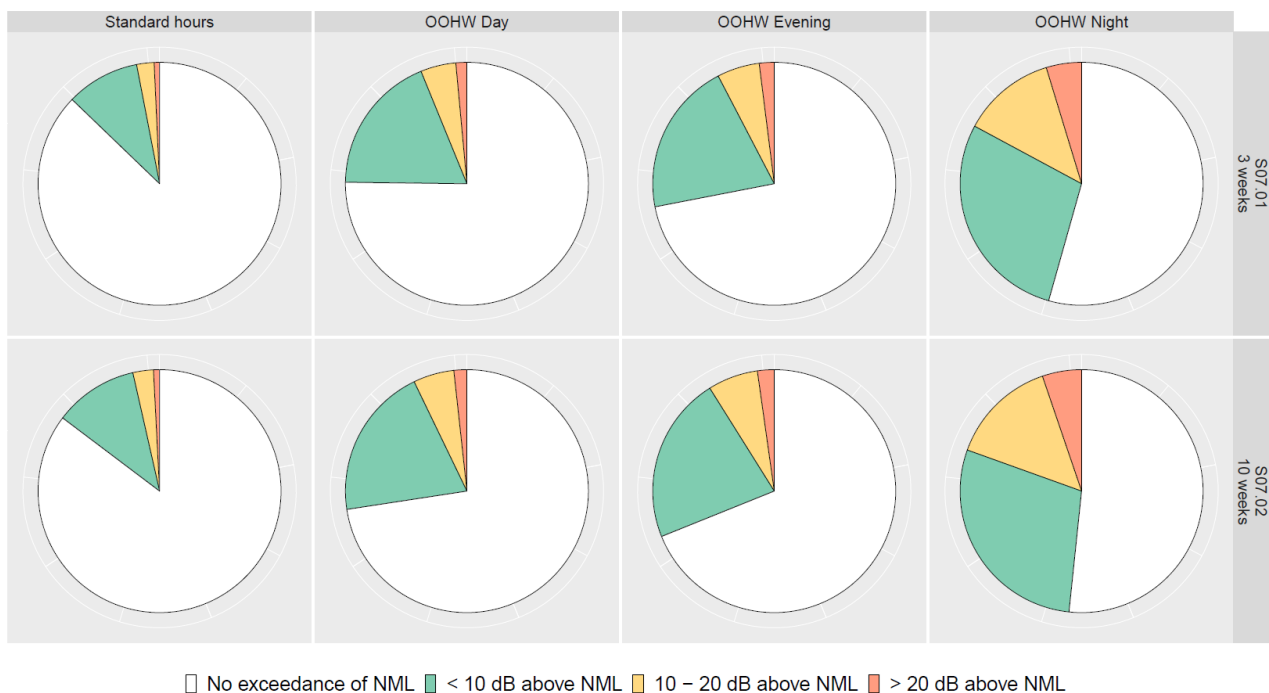 Standard hours
OOHW Day
OOHW Evening
OOHW Night
S07.01
3 weeks
S07.02
10 weeks
No exceedance of NML < 10 dB above NML 10 − 20 dB above NML > 20 dB above NML